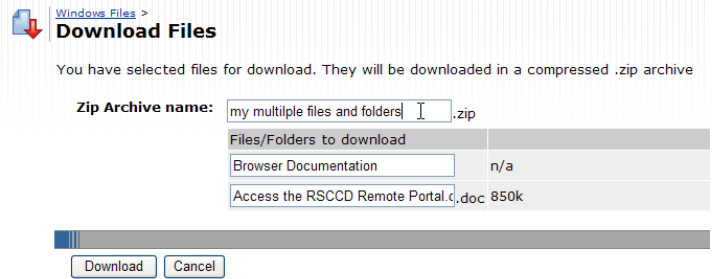 Windows Files >
Download Files
You have selected files for download. They will be downloaded in a compressed .zip archive
Zip Archive name: my multilple files and folders .zip
Files/Folders to download
Browser Documentation n/a
Access the RSCCD Remote Portal. .doc 850k
Download Cancel